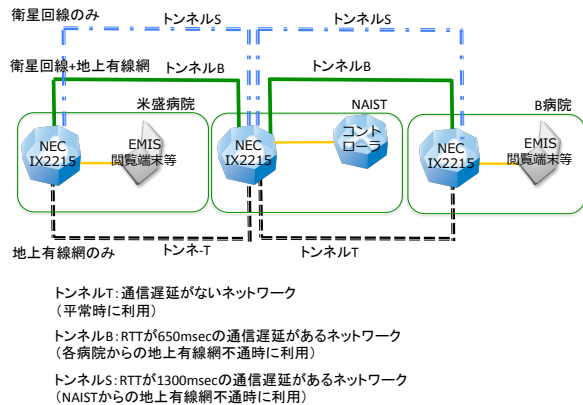 衛星回線のみ
トンネルS
トンネルS
衛星回線+地上有線網
トンネルB
トンネルB
米盛病院
NAIST
B病院
NEC
IX2215
EMIS
閲覧端末等
NEC
IX2215
コント
ローラ
NEC
IX2215
EMIS
閲覧端末等
地上有線網のみ
トンネ-T
トンネルT
トンネルT:通信遅延がないネットワーク
(平常時に利用)
トンネルB:RTTが650msecの通信遅延があるネットワーク
(各病院からの地上有線網不通時に利用)
トンネルS:RTTが1300msecの通信遅延があるネットワーク
(NAISTからの地上有線網不通時に利用)